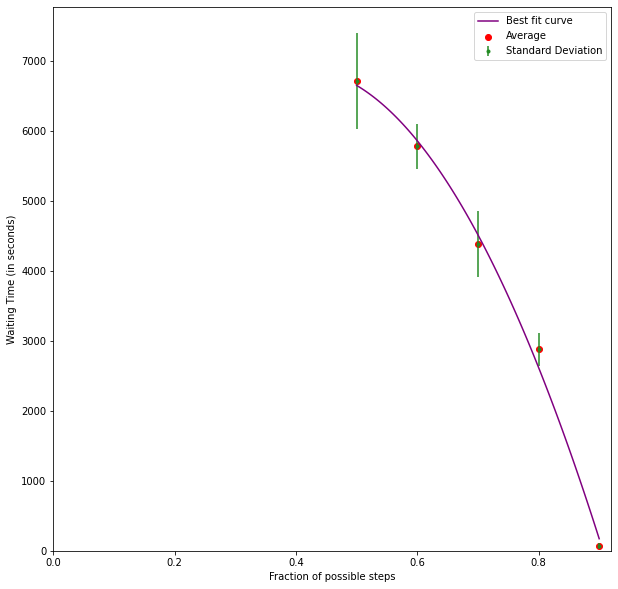 Best fit curve
Average
Standard Deviation
7000
6000
5000
4000
3000
2000
1000
0
Waiting Time (in seconds)
0.0 0.2 0.4 0.6 0.8
Fraction of possible steps